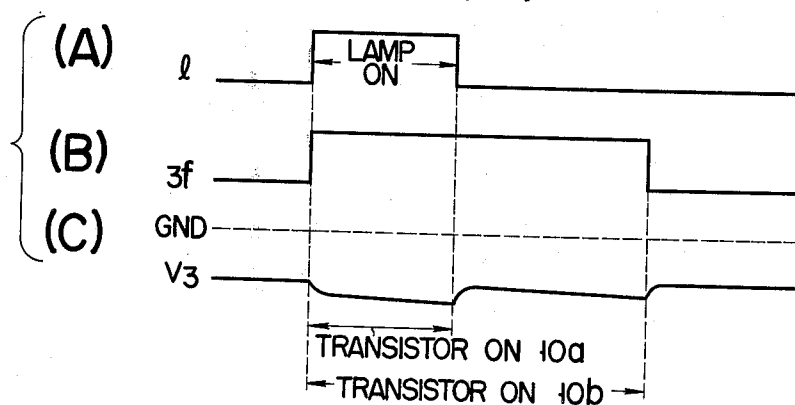 (A)
LAMP
ON
ℓ
(B)
3f
(C)
GND
V3
TRANSISTOR ON 10a
TRANSISTOR ON 10b